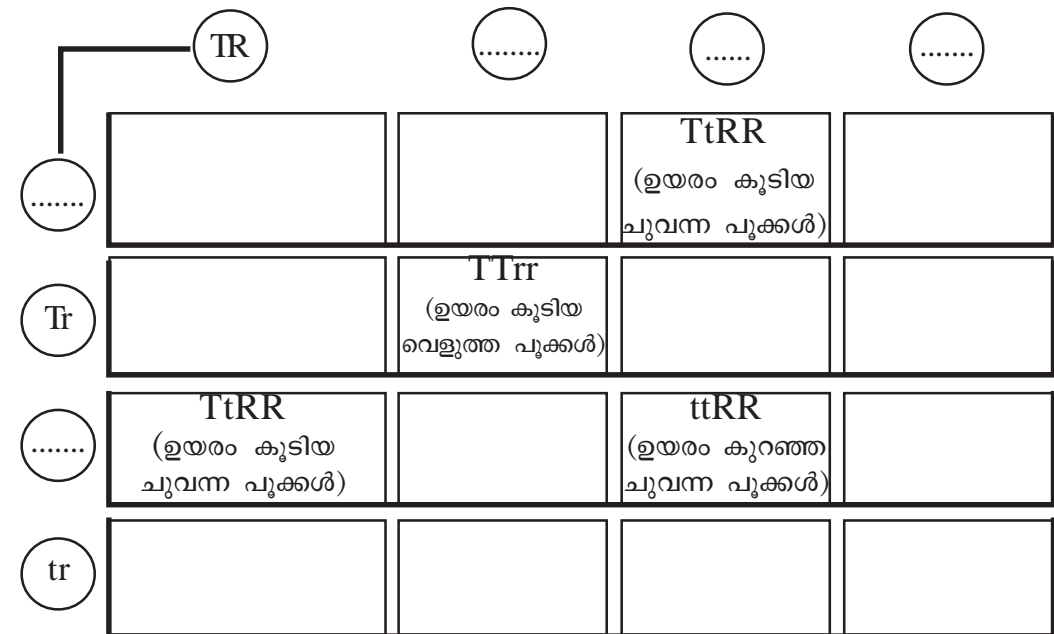 TR ........ ...... .......
.......
TtRR
(ഉയരം കൂടിയ
ചുവന്ന പൂക്കൾ)
Tr
TTrr
(ഉയരം കൂടിയ
വെളുത്ത പൂക്കൾ)
.......
TtRR
(ഉയരം കൂടിയ
ചുവന്ന പൂക്കൾ)
ttRR
(ഉയരം കുറഞ്ഞ
ചുവന്ന പൂക്കൾ)
tr